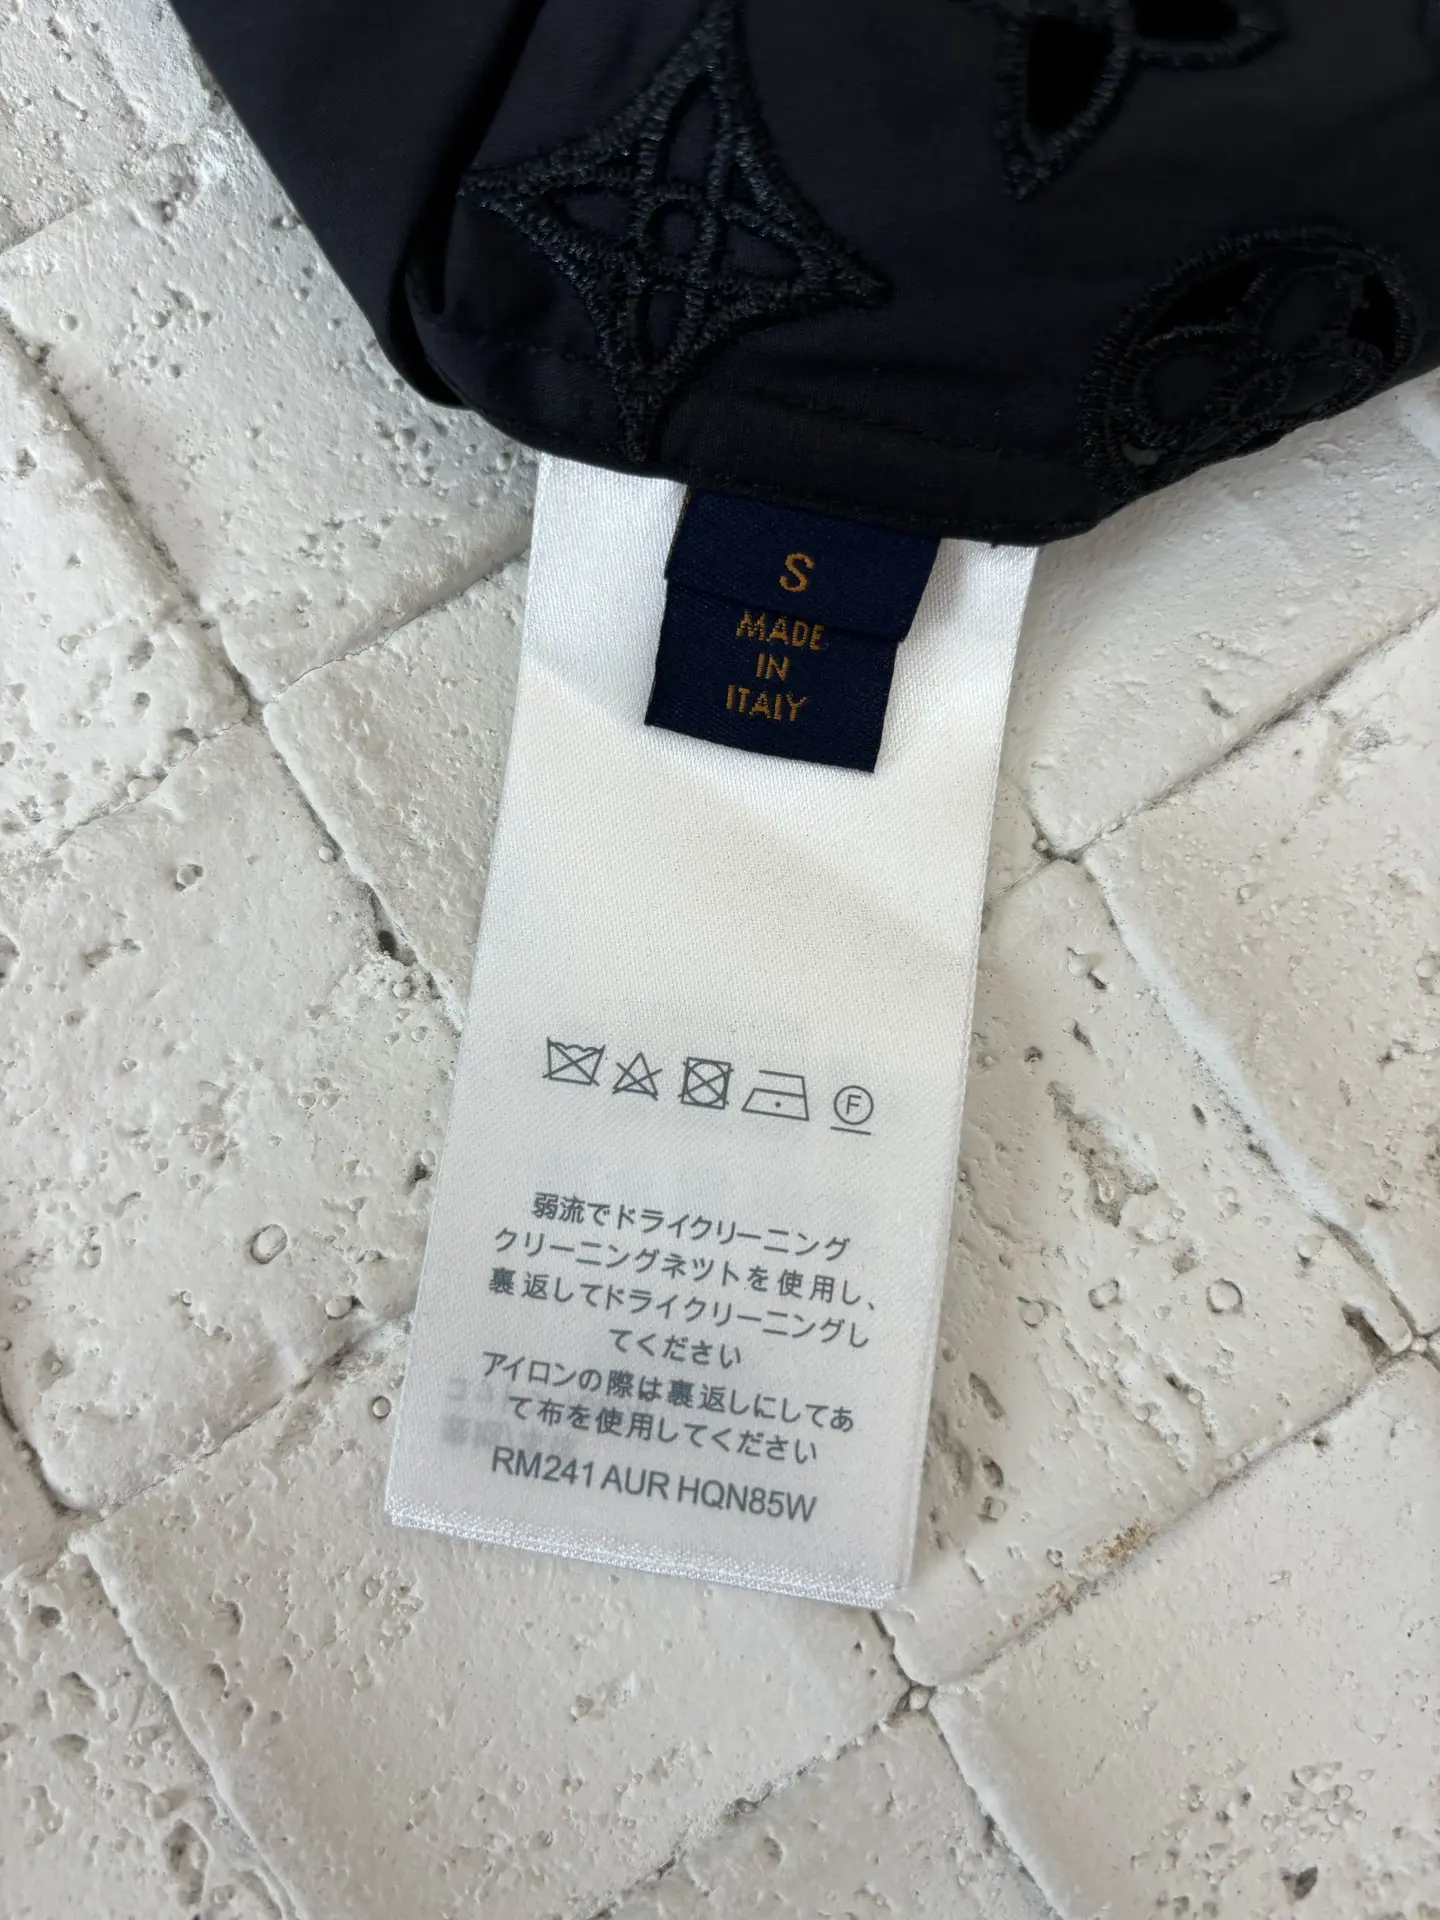 S
MADE
IN
ITALY
F
弱流でドライクリーニング
クリーニングネットを使用し、
裏返してドライクリーニングし
てください
アイロンの際は裏返しにしてあ
て布を使用してください
RM241 AUR HQN85W